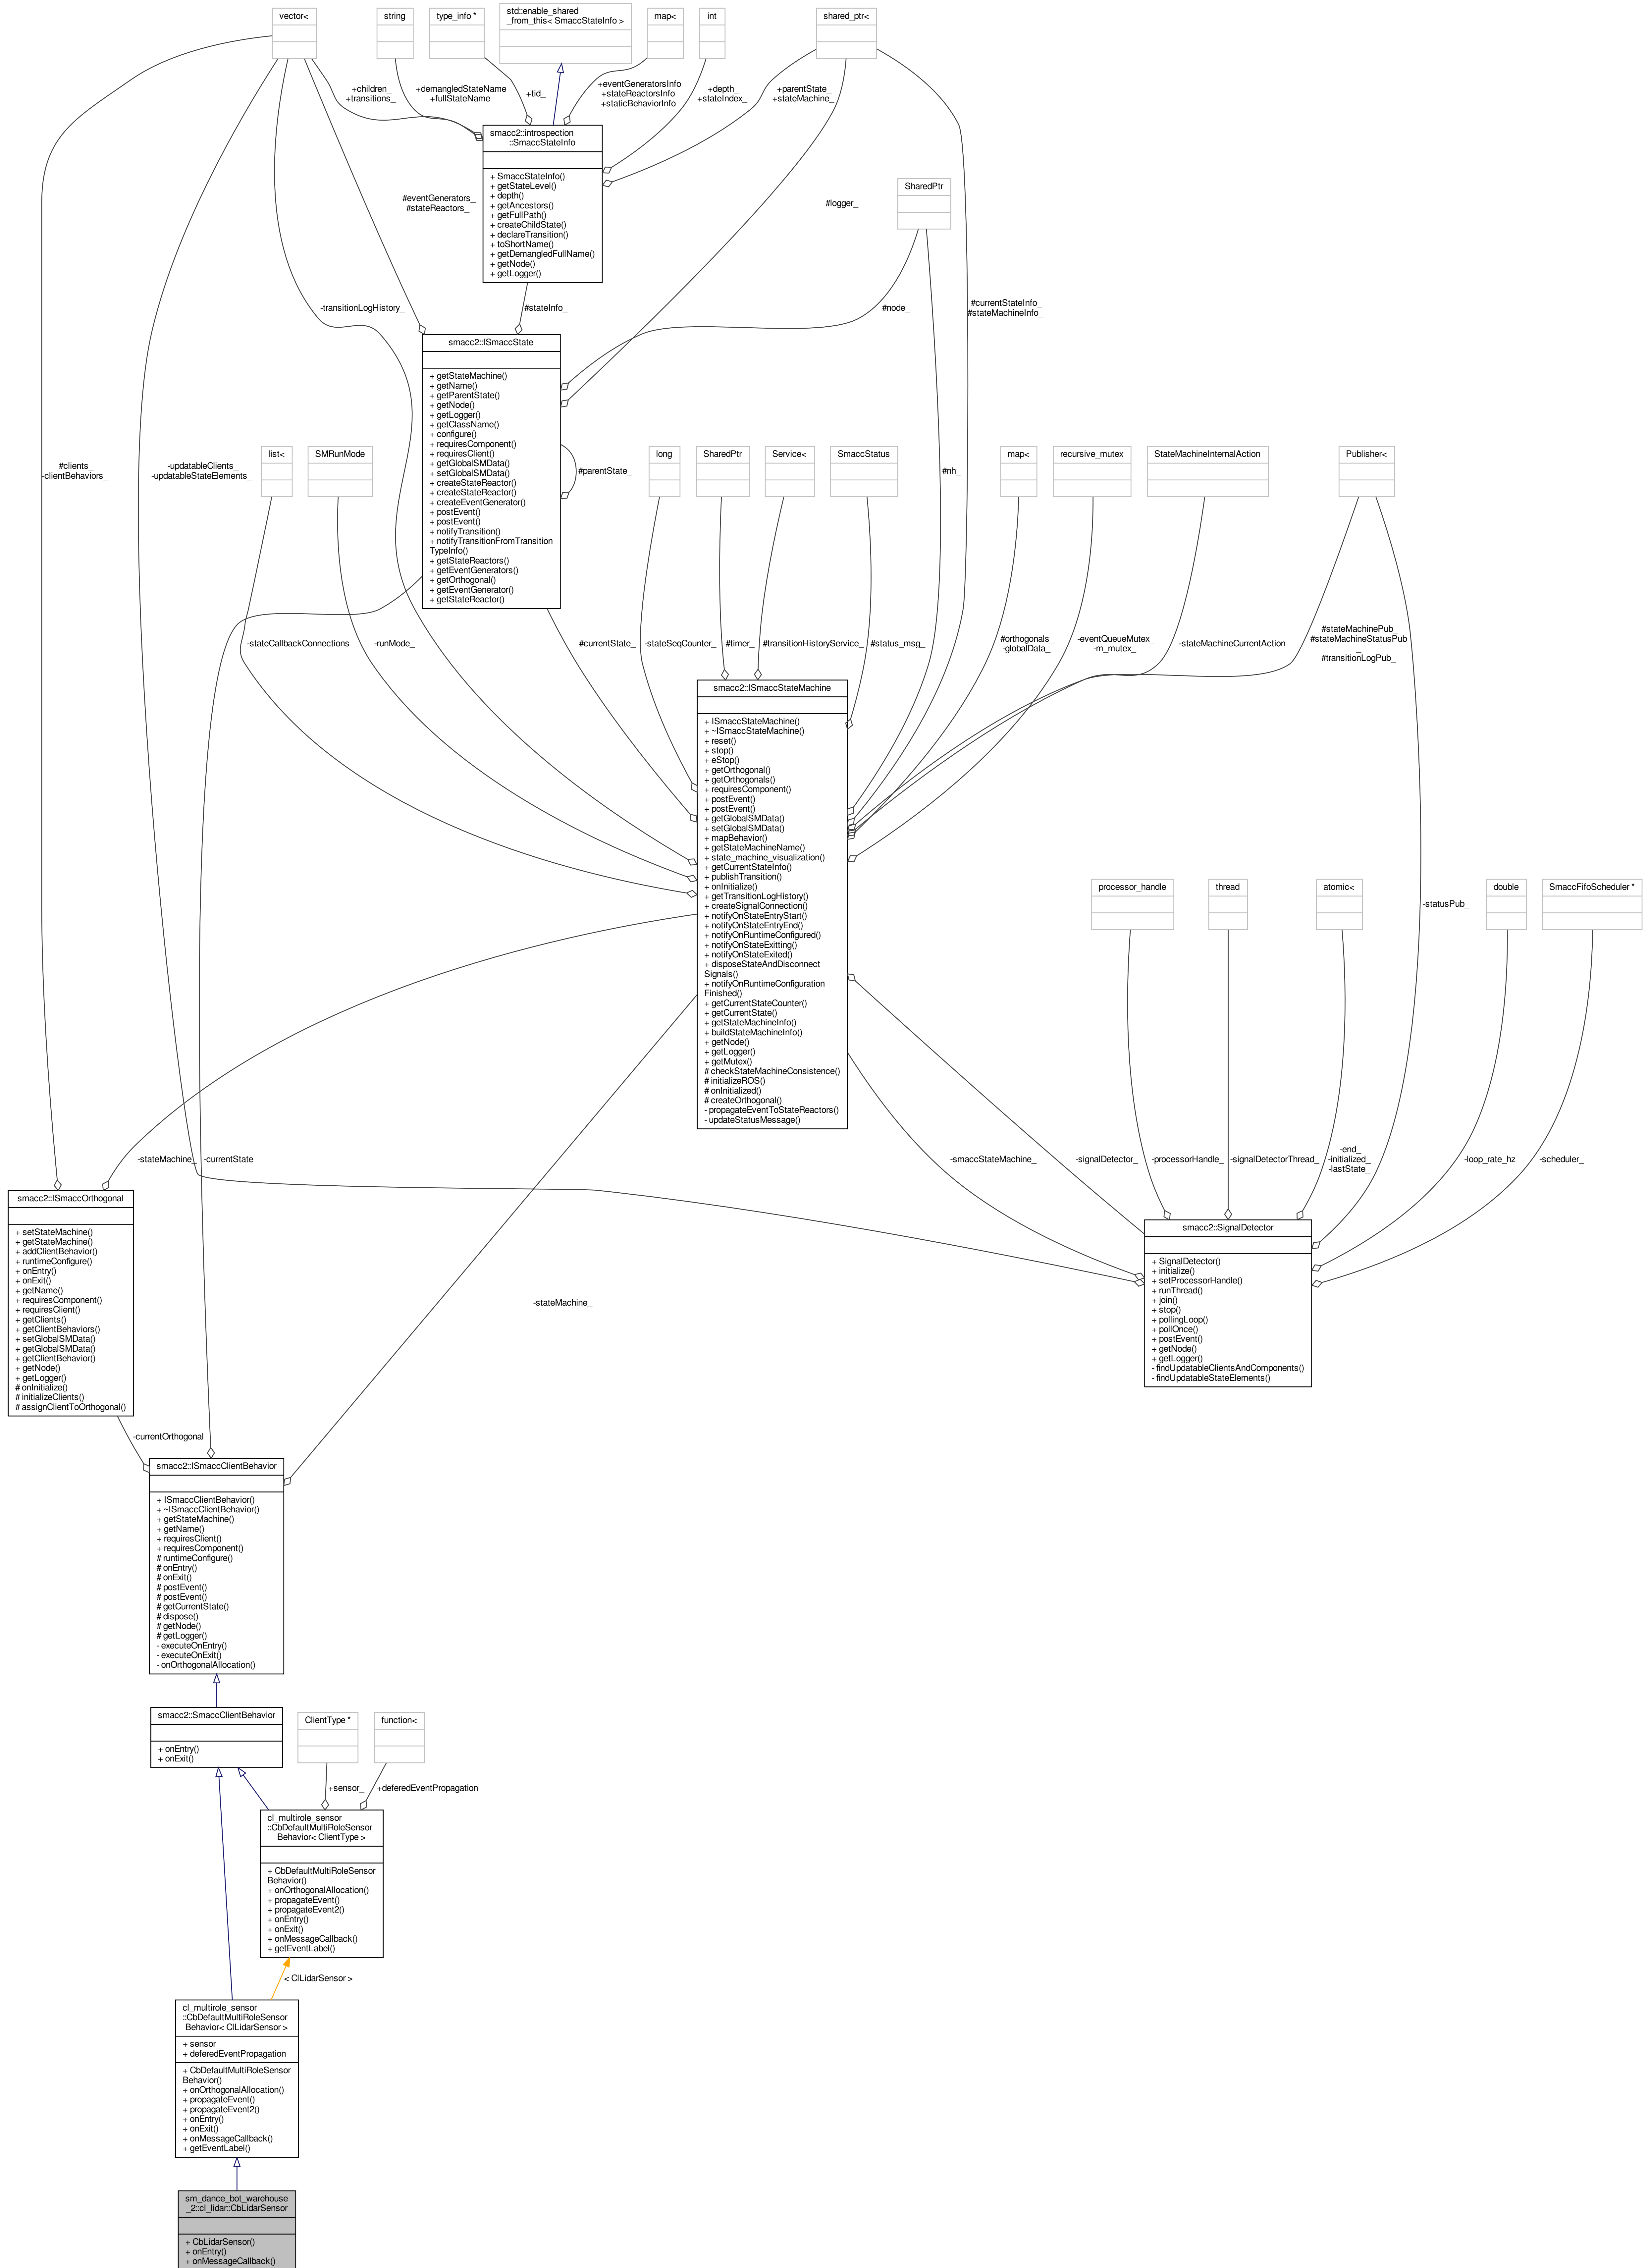 vector<
string
type_info *
std::enable_shared
_from_this< SmaccStateInfo >
map<
int
shared_ptr<
+children_
+transitions_
+demangledStateName
+fullStateName
+tid_
+eventGeneratorsInfo
+stateReactorsInfo
+staticBehaviorInfo
+depth_
+stateIndex_
+parentState_
+stateMachine_
smacc2::introspection
::SmaccStateInfo
+ SmaccStateInfo()
+ getStateLevel()
+ depth()
+ getAncestors()
+ getFullPath()
+ createChildState()
+ declareTransition()
+ toShortName()
+ getDemangledFullName()
+ getNode()
+ getLogger()
SharedPtr
#eventGenerators_
#stateReactors_
#logger_
-transitionLogHistory_
#stateInfo_
#node_
#currentStateInfo_
#stateMachineInfo_
smacc2::ISmaccState
+ getStateMachine()
+ getName()
+ getParentState()
+ getNode()
+ getLogger()
+ getClassName()
+ configure()
+ requiresComponent()
+ requiresClient()
+ getGlobalSMData()
+ setGlobalSMData()
+ createStateReactor()
+ createStateReactor()
+ createEventGenerator()
+ postEvent()
+ postEvent()
+ notifyTransition()
+ notifyTransitionFromTransition
TypeInfo()
+ getStateReactors()
+ getEventGenerators()
+ getOrthogonal()
+ getEventGenerator()
+ getStateReactor()
#clients_
-clientBehaviors_
-updatableClients_
-updatableStateElements_
list<
SMRunMode
#parentState_
long
SharedPtr
Service<
SmaccStatus
#nh_
map<
recursive_mutex
StateMachineInternalAction
Publisher<
-stateCallbackConnections
-runMode_
#currentState_
-stateSeqCounter_
#timer_
#transitionHistoryService_
#status_msg_
#orthogonals_
-globalData_
-eventQueueMutex_
-m_mutex_
-stateMachineCurrentAction
#stateMachinePub_
#stateMachineStatusPub
_
#transitionLogPub_
smacc2::ISmaccStateMachine
+ ISmaccStateMachine()
+ ~ISmaccStateMachine()
+ reset()
+ stop()
+ eStop()
+ getOrthogonal()
+ getOrthogonals()
+ requiresComponent()
+ postEvent()
+ postEvent()
+ getGlobalSMData()
+ setGlobalSMData()
+ mapBehavior()
+ getStateMachineName()
+ state_machine_visualization()
+ getCurrentStateInfo()
+ publishTransition()
+ onInitialize()
+ getTransitionLogHistory()
+ createSignalConnection()
+ notifyOnStateEntryStart()
+ notifyOnStateEntryEnd()
+ notifyOnRuntimeConfigured()
+ notifyOnStateExitting()
+ notifyOnStateExited()
+ disposeStateAndDisconnect
Signals()
+ notifyOnRuntimeConfiguration
Finished()
+ getCurrentStateCounter()
+ getCurrentState()
+ getStateMachineInfo()
+ buildStateMachineInfo()
+ getNode()
+ getLogger()
+ getMutex()
# checkStateMachineConsistence()
# initializeROS()
# onInitialized()
# createOrthogonal()
- propagateEventToStateReactors()
- updateStatusMessage()
processor_handle
thread
atomic<
-statusPub_
double
SmaccFifoScheduler *
-stateMachine_
-currentState
-smaccStateMachine_
-signalDetector_
-processorHandle_
-signalDetectorThread_
-end_
-initialized_
-lastState_
-loop_rate_hz
-scheduler_
smacc2::ISmaccOrthogonal
+ setStateMachine()
+ getStateMachine()
+ addClientBehavior()
+ runtimeConfigure()
+ onEntry()
+ onExit()
+ getName()
+ requiresComponent()
+ requiresClient()
+ getClients()
+ getClientBehaviors()
+ setGlobalSMData()
+ getGlobalSMData()
+ getClientBehavior()
+ getNode()
+ getLogger()
# onInitialize()
# initializeClients()
# assignClientToOrthogonal()
smacc2::SignalDetector
+ SignalDetector()
+ initialize()
+ setProcessorHandle()
+ runThread()
+ join()
+ stop()
+ pollingLoop()
+ pollOnce()
+ postEvent()
+ getNode()
+ getLogger()
- findUpdatableClientsAndComponents()
- findUpdatableStateElements()
-stateMachine_
-currentOrthogonal
smacc2::ISmaccClientBehavior
+ ISmaccClientBehavior()
+ ~ISmaccClientBehavior()
+ getStateMachine()
+ getName()
+ requiresClient()
+ requiresComponent()
# runtimeConfigure()
# onEntry()
# onExit()
# postEvent()
# postEvent()
# getCurrentState()
# dispose()
# getNode()
# getLogger()
- executeOnEntry()
- executeOnExit()
- onOrthogonalAllocation()
smacc2::SmaccClientBehavior
+ onEntry()
+ onExit()
ClientType *
function<
+sensor_
+deferedEventPropagation
cl_multirole_sensor
::CbDefaultMultiRoleSensor
Behavior< ClientType >
+ CbDefaultMultiRoleSensor
Behavior()
+ onOrthogonalAllocation()
+ propagateEvent()
+ propagateEvent2()
+ onEntry()
+ onExit()
+ onMessageCallback()
+ getEventLabel()
< ClLidarSensor >
cl_multirole_sensor
::CbDefaultMultiRoleSensor
Behavior< ClLidarSensor >
+ sensor_
+ deferedEventPropagation
+ CbDefaultMultiRoleSensor
Behavior()
+ onOrthogonalAllocation()
+ propagateEvent()
+ propagateEvent2()
+ onEntry()
+ onExit()
+ onMessageCallback()
+ getEventLabel()
sm_dance_bot_warehouse
_2::cl_lidar::CbLidarSensor
+ CbLidarSensor()
+ onEntry()
+ onMessageCallback()